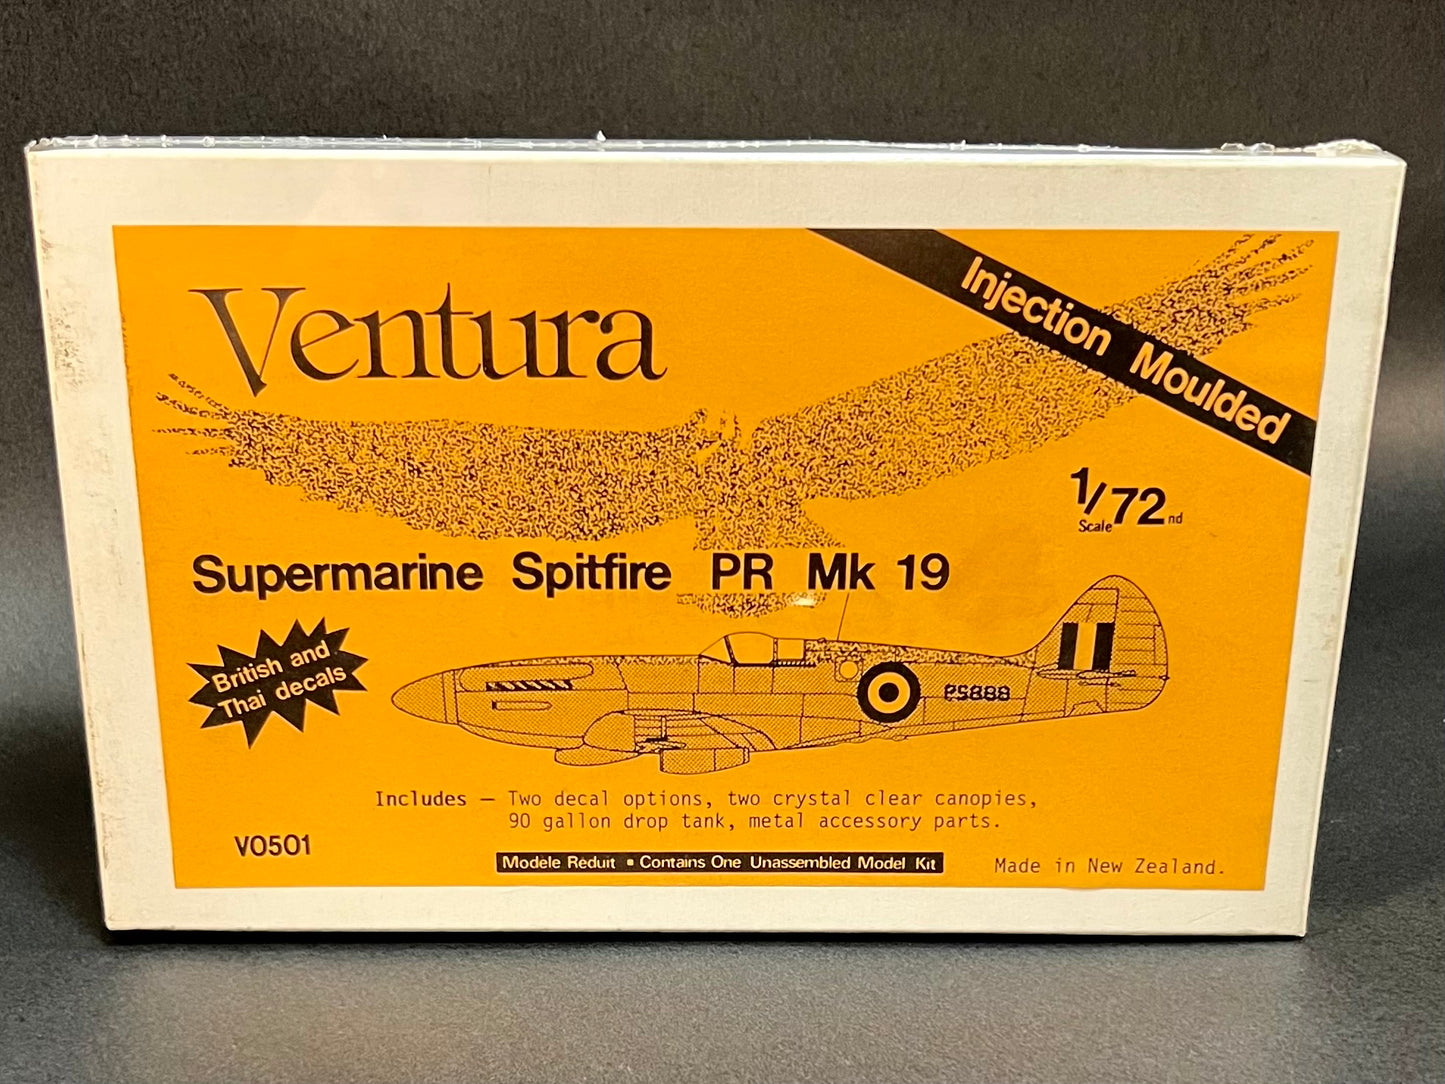 Ventura
Injection Moulded
1/72nd
Scale
Supermarine Spitfire PR Mk 19
British and
Thai decals
PS888
Includes — Two decal options, two crystal clear canopies,
90 gallon drop tank, metal accessory parts.
V0501
Modèle Réduit ▪ Contains One Unassembled Model Kit
Made in New Zealand.